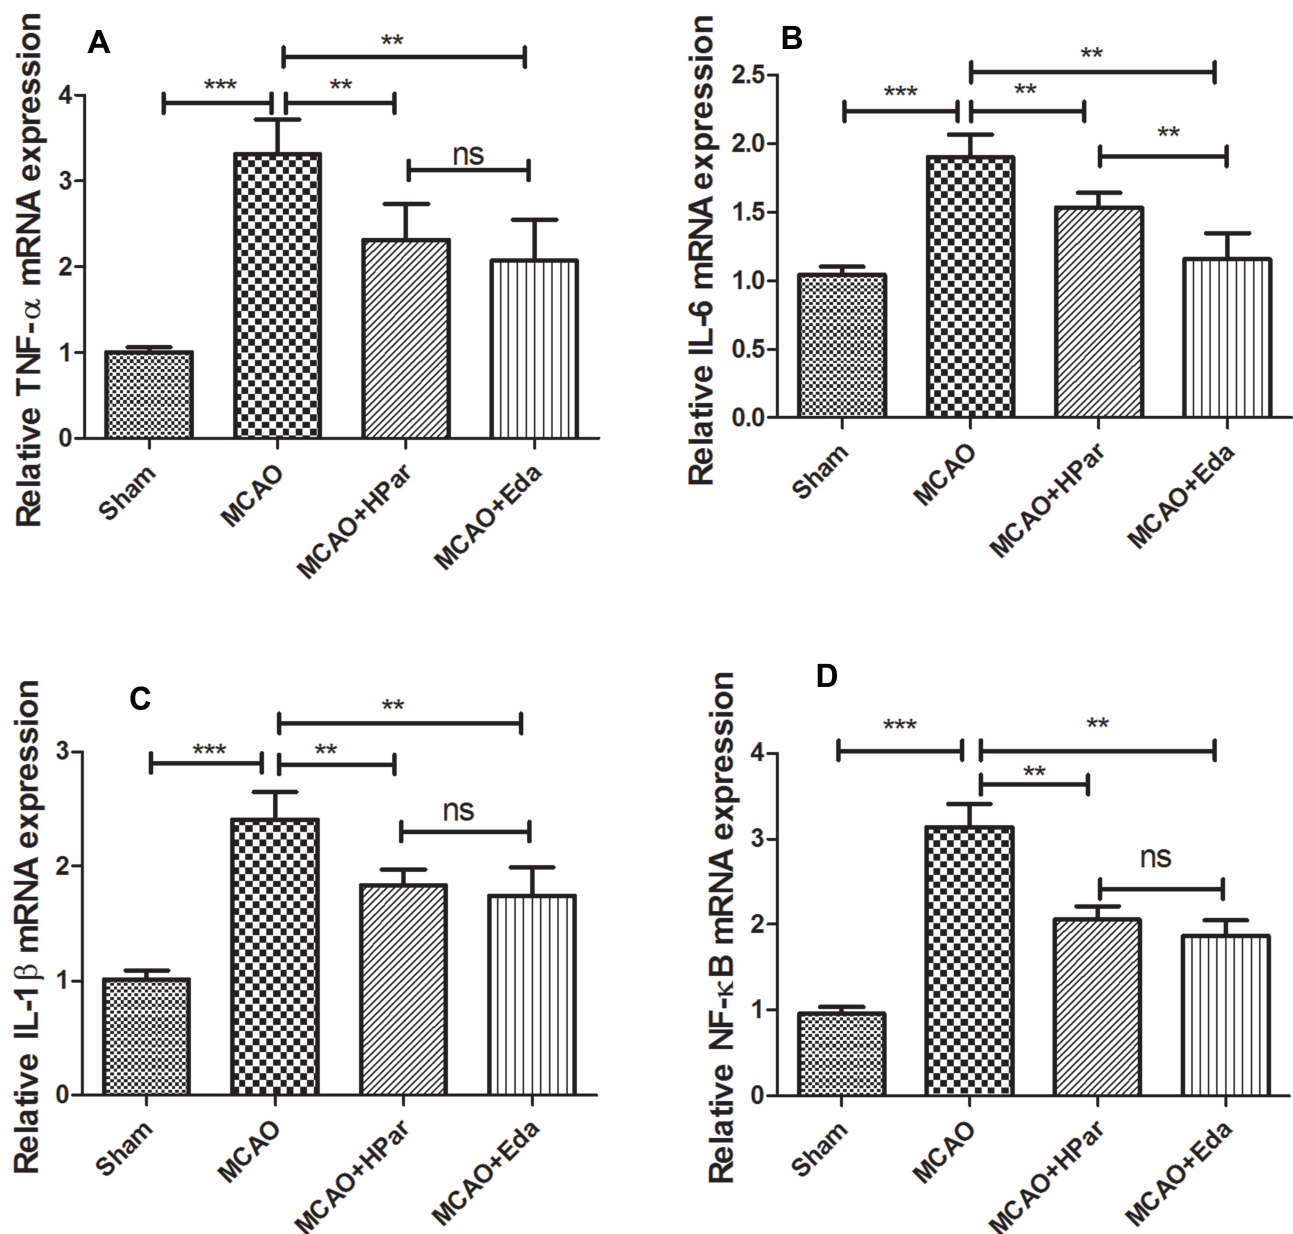 A
Relative TNF-α mRNA expression
**
***
**
ns
4
3
2
1
0
Sham
MCAO
MCAO+HPar
MCAO+Eda
B
Relative IL-6 mRNA expression
**
***
**
**
2.5
2.0
1.5
1.0
0.5
0.0
Sham
MCAO
MCAO+HPar
MCAO+Eda
C
Relative IL-1β mRNA expression
**
***
**
ns
3
2
1
0
Sham
MCAO
MCAO+HPar
MCAO+Eda
D
Relative NF-κB mRNA expression
***
**
**
ns
4
3
2
1
0
Sham
MCAO
MCAO+HPar
MCAO+Eda